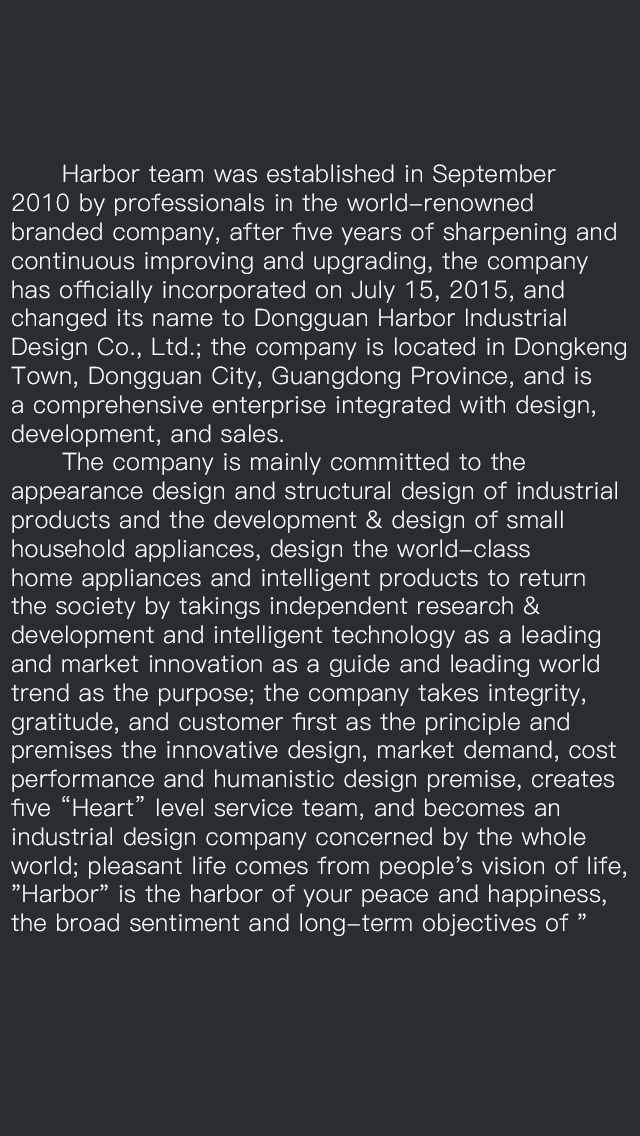 Harbor team was established in September
2010 by professionals in the world–renowned
branded company, after five years of sharpening and
continuous improving and upgrading, the company
has officially incorporated on July 15, 2015, and
changed its name to Dongguan Harbor Industrial
Design Co., Ltd.; the company is located in Dongkeng
Town, Dongguan City, Guangdong Province, and is
a comprehensive enterprise integrated with design,
development, and sales.
The company is mainly committed to the
appearance design and structural design of industrial
products and the development & design of small
household appliances, design the world–class
home appliances and intelligent products to return
the society by takings independent research &
development and intelligent technology as a leading
and market innovation as a guide and leading world
trend as the purpose; the company takes integrity,
gratitude, and customer first as the principle and
premises the innovative design, market demand, cost
performance and humanistic design premise, creates
five “Heart” level service team, and becomes an
industrial design company concerned by the whole
world; pleasant life comes from people’s vision of life,
”Harbor” is the harbor of your peace and happiness,
the broad sentiment and long–term objectives of ”